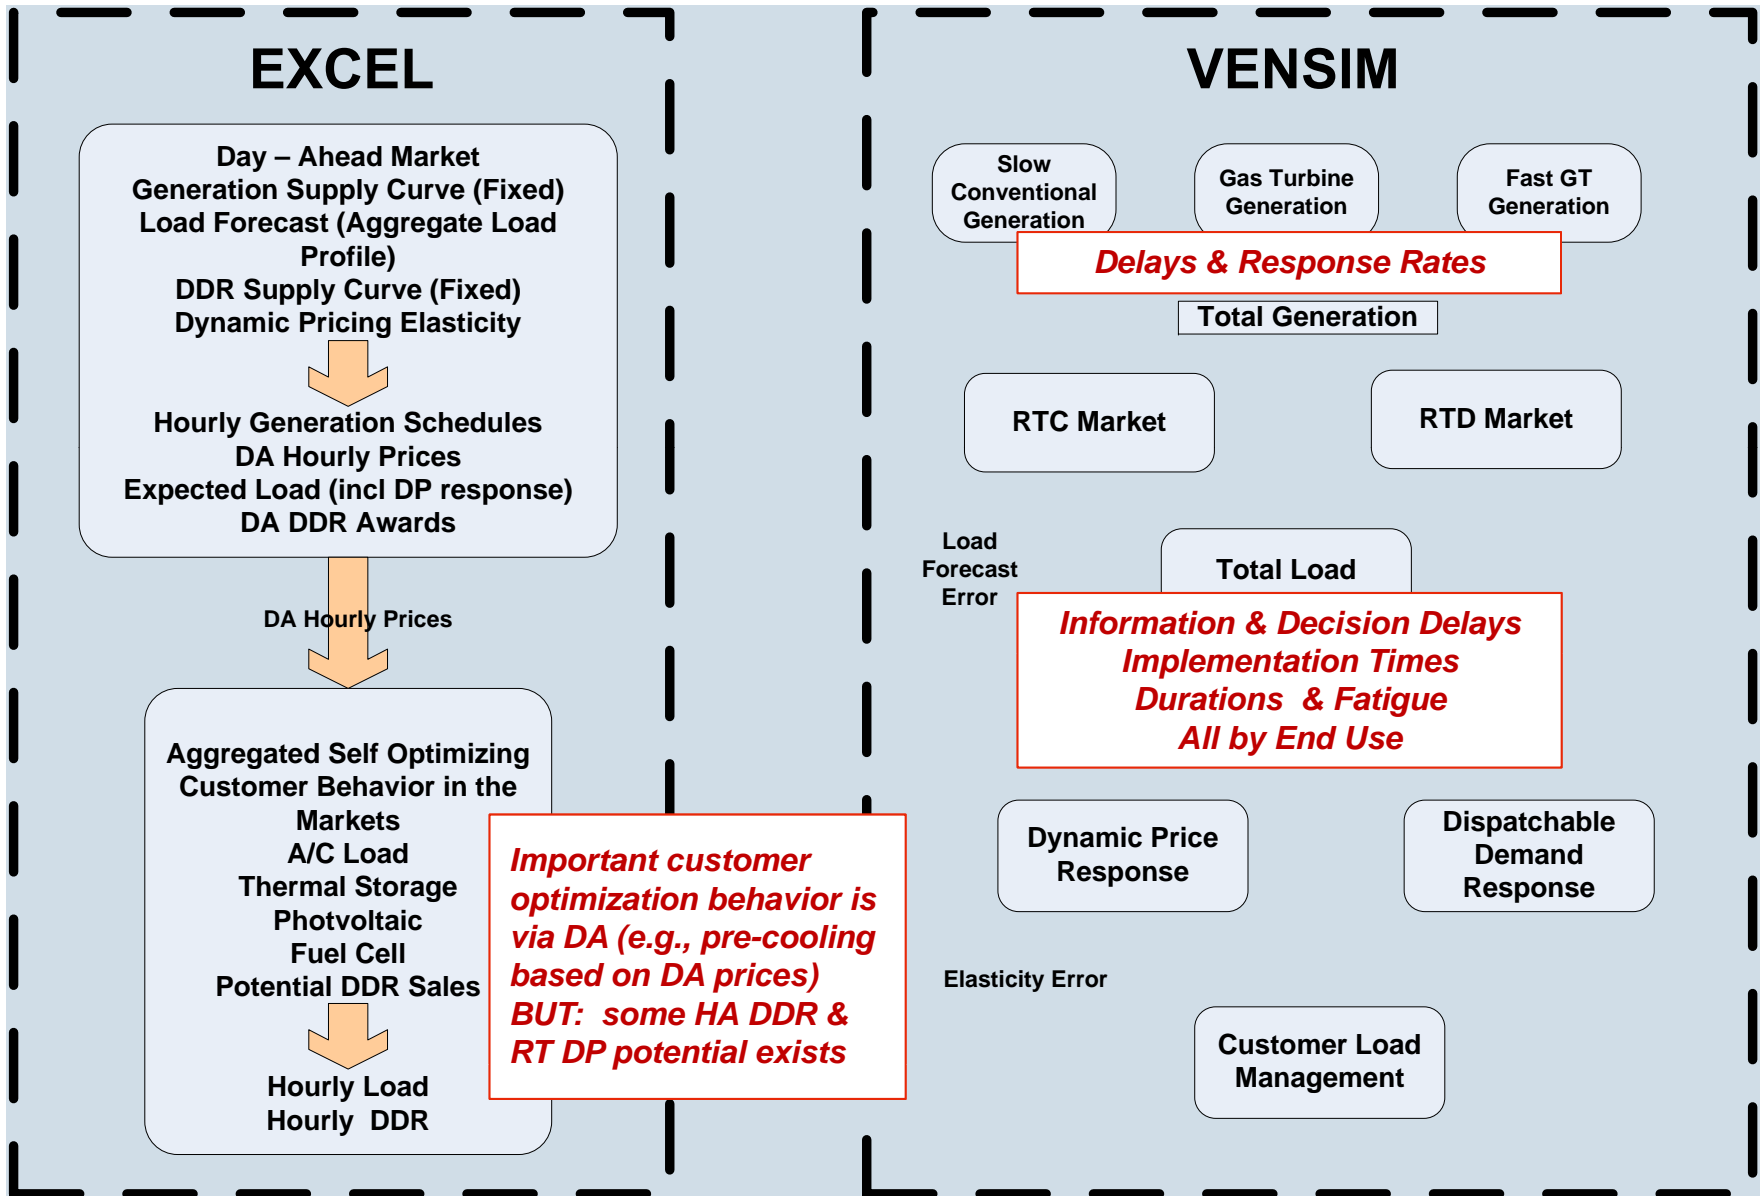 EXCEL
Day – Ahead Market
Generation Supply Curve (Fixed)
Load Forecast (Aggregate Load
Profile)
DDR Supply Curve (Fixed)
Dynamic Pricing Elasticity
Hourly Generation Schedules
DA Hourly Prices
Expected Load (incl DP response)
DA DDR Awards
DA Hourly Prices
Aggregated Self Optimizing
Customer Behavior in the
Markets
A/C Load
Thermal Storage
Photvoltaic
Fuel Cell
Potential DDR Sales
Hourly Load
Hourly DDR
Important customer
optimization behavior is
via DA (e.g., pre-cooling
based on DA prices)
BUT: some HA DDR &
RT DP potential exists
VENSIM
Slow
Conventional
Generation
Gas Turbine
Generation
Fast GT
Generation
Delays & Response Rates
Total Generation
RTC Market
RTD Market
Load
Forecast
Error
Total Load
Information & Decision Delays
Implementation Times
Durations & Fatigue
All by End Use
Dynamic Price
Response
Dispatchable
Demand
Response
Elasticity Error
Customer Load
Management